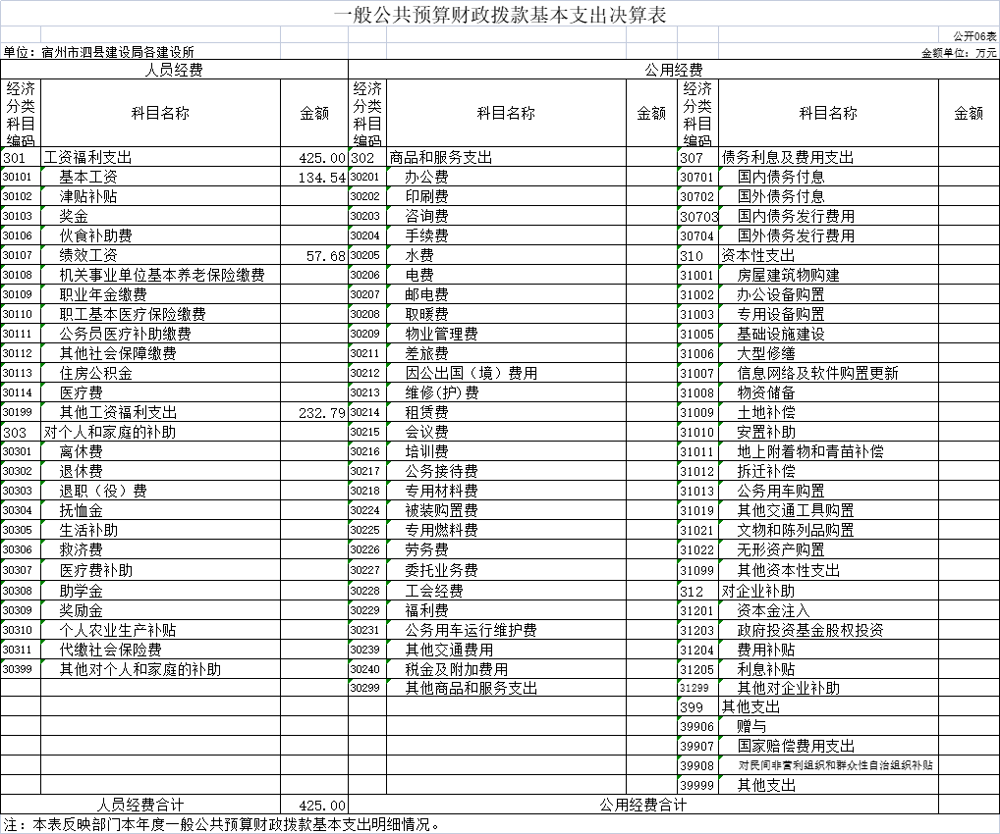 一般公共预算财政拨款基本支出决算表
公开06表
单位：宿州市泗县建设局各建设所 金额单位：万元
人员经费 公用经费
经济分类科目编码 科目名称 金额 经济分类科目编码 科目名称 金额 经济分类科目编码 科目名称 金额
301 工资福利支出 425.00 302 商品和服务支出 307 债务利息及费用支出
30101 基本工资 134.54 30201 办公费 30701 国内债务付息
30102 津贴补贴 30202 印刷费 30702 国外债务付息
30103 奖金 30203 咨询费 30703 国内债务发行费用
30106 伙食补助费 30204 手续费 30704 国外债务发行费用
30107 绩效工资 57.68 30205 水费 310 资本性支出
30108 机关事业单位基本养老保险缴费 30206 电费 31001 房屋建筑物购建
30109 职业年金缴费 30207 邮电费 31002 办公设备购置
30110 职工基本医疗保险缴费 30208 取暖费 31003 专用设备购置
30111 公务员医疗补助缴费 30209 物业管理费 31005 基础设施建设
30112 其他社会保障缴费 30211 差旅费 31006 大型修缮
30113 住房公积金 30212 因公出国（境）费用 31007 信息网络及软件购置更新
30114 医疗费 30213 维修(护)费 31008 物资储备
30199 其他工资福利支出 232.79 30214 租赁费 31009 土地补偿
303 对个人和家庭的补助 30215 会议费 31010 安置补助
30301 离休费 30216 培训费 31011 地上附着物和青苗补偿
30302 退休费 30217 公务接待费 31012 拆迁补偿
30303 退职（役）费 30218 专用材料费 31013 公务用车购置
30304 抚恤金 30224 被装购置费 31019 其他交通工具购置
30305 生活补助 30225 专用燃料费 31021 文物和陈列品购置
30306 救济费 30226 劳务费 31022 无形资产购置
30307 医疗费补助 30227 委托业务费 31099 其他资本性支出
30308 助学金 30228 工会经费 312 对企业补助
30309 奖励金 30229 福利费 31201 资本金注入
30310 个人农业生产补贴 30231 公务用车运行维护费 31203 政府投资基金股权投资
30311 代缴社会保险费 30239 其他交通费用 31204 费用补贴
30399 其他对个人和家庭的补助 30240 税金及附加费用 31205 利息补贴
30299 其他商品和服务支出 31299 其他对企业补助
399 其他支出
39906 赠与
39907 国家赔偿费用支出
39908 对民间非营利组织和群众性自治组织补贴
39999 其他支出
人员经费合计 425.00 公用经费合计
注：本表反映部门本年度一般公共预算财政拨款基本支出明细情况。